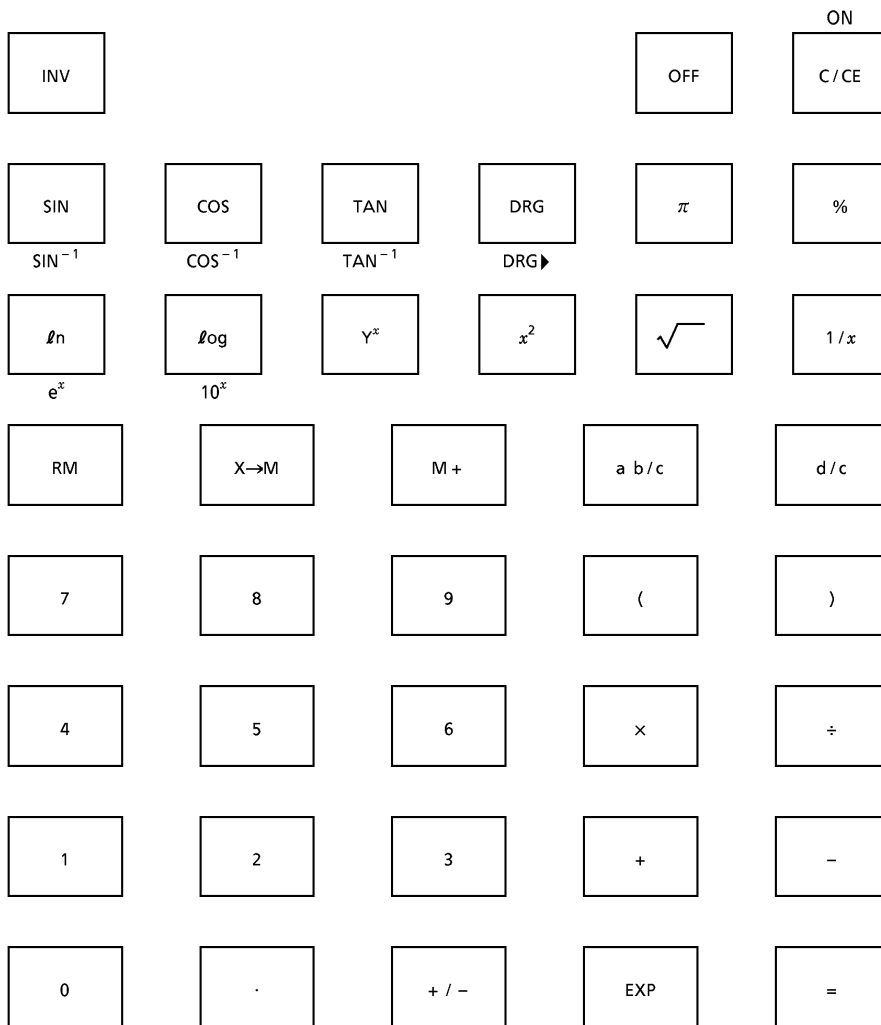 ON
INV OFF C/CE
SIN COS TAN DRG π %
SIN⁻¹ COS⁻¹ TAN⁻¹ DRG▶
ℓn ℓog Yˣ x² √ 1/x
eˣ 10ˣ
RM X→M M+ a b/c d/c
7 8 9 ( )
4 5 6 × ÷
1 2 3 + −
0 . +/− EXP =